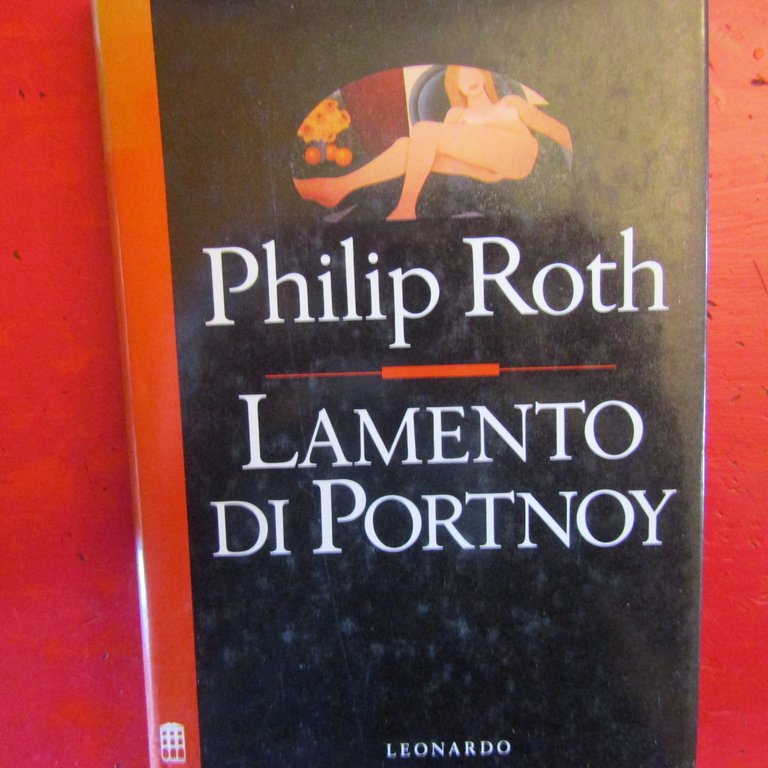 Philip Roth
LAMENTO
DI PORTNOY
LEONARDO